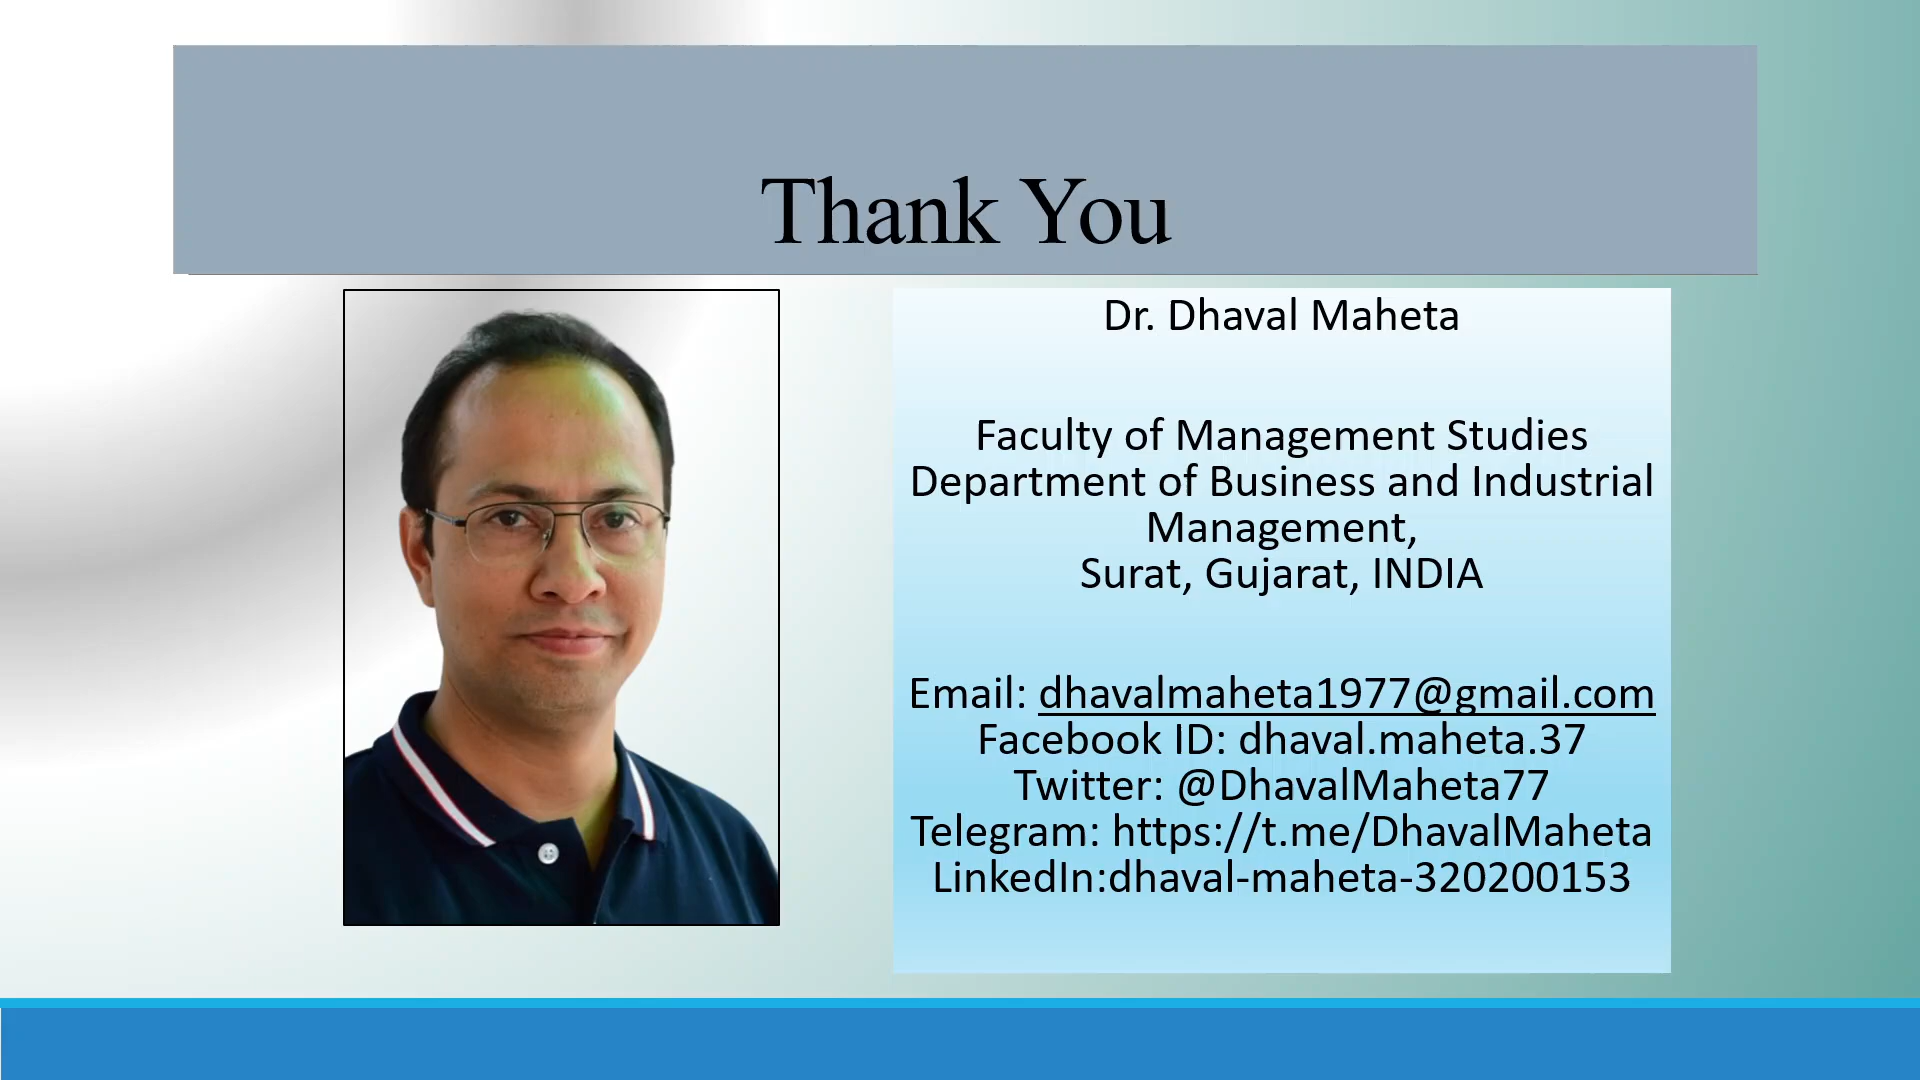 Thank You
Dr. Dhaval Maheta
Faculty of Management Studies
Department of Business and Industrial
Management,
Surat, Gujarat, INDIA
Email: dhavalmaheta1977@gmail.com
Facebook ID: dhaval.maheta.37
Twitter: @DhavalMaheta77
Telegram: https://t.me/DhavalMaheta
LinkedIn:dhaval-maheta-320200153